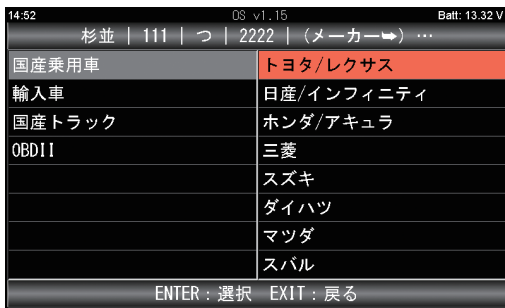 14:52 OS v1.15 Batt: 13.32 V
杉並 | 111 | つ | 2222 | (メーカー➡) …
国産乗用車 トヨタ/レクサス
輸入車 日産/インフィニティ
国産トラック ホンダ/アキュラ
OBDII 三菱
スズキ
ダイハツ
マツダ
スバル
ENTER：選択 EXIT：戻る